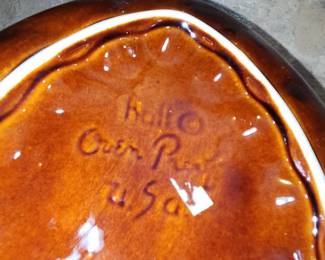 Hull ©
Oven Proof
U.S.a.